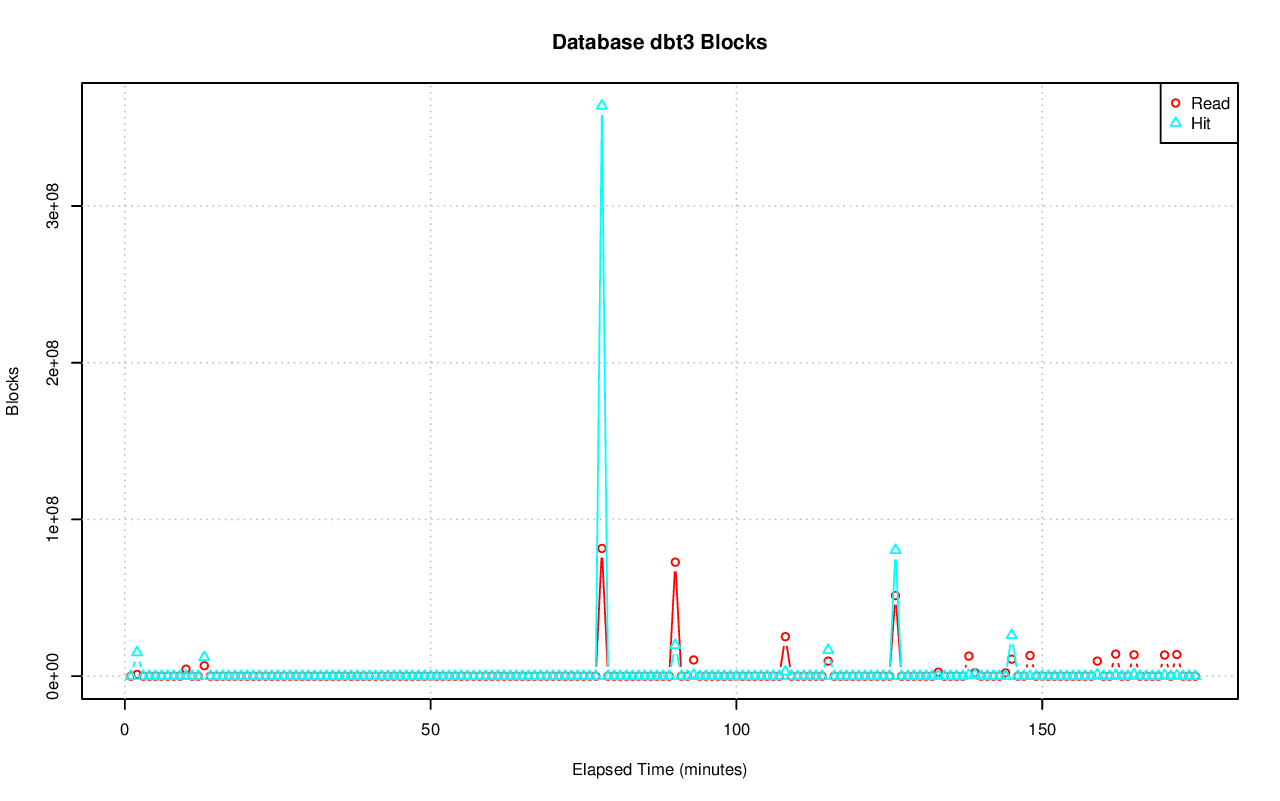 Database dbt3 Blocks
Read
Hit
3e+08
2e+08
1e+08
0e+00
Blocks
0 50 100 150
Elapsed Time (minutes)